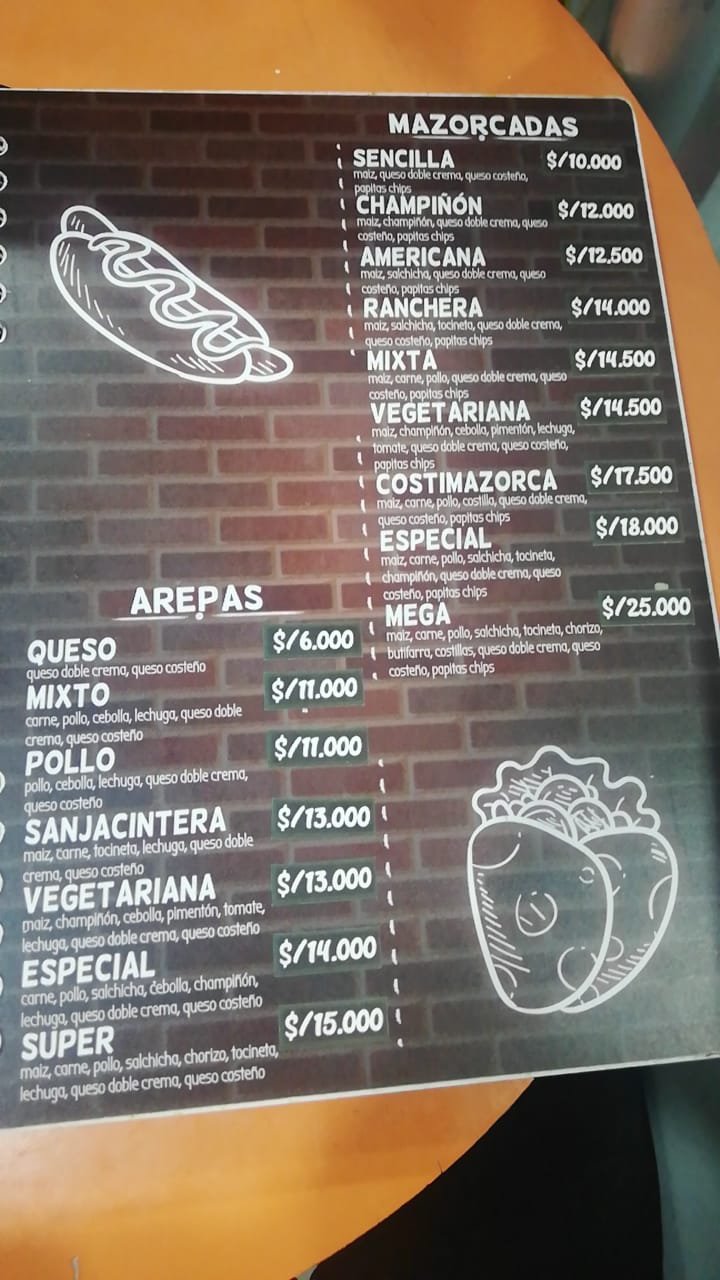 MAZORCADAS
SENCILLA $/10.000
maiz, queso doble crema, queso costeño,
papitas chips
CHAMPIÑÓN $/12.000
maiz, champiñón, queso doble crema, queso
costeño, papitas chips
AMERICANA $/12.500
maiz, salchicha, queso doble crema, queso
costeño, papitas chips
RANCHERA $/14.000
maiz, salchicha, tocineta, queso doble crema,
queso costeño, papitas chips
MIXTA $/14.500
maiz, carne, pollo, queso doble crema, queso
costeño, papitas chips
VEGETARIANA $/14.500
maiz, champiñón, cebolla, pimentón, lechuga,
tomate, queso doble crema, queso costeño,
papitas chips
COSTIMAZORCA $/17.500
maiz, carne, pollo, costilla, queso doble crema,
queso costeño, papitas chips
ESPECIAL $/18.000
maiz, carne, pollo, salchicha, tocineta,
champiñón, queso doble crema, queso
costeño, papitas chips
MEGA $/25.000
maiz, carne, pollo, salchicha, tocineta, chorizo,
butifarra, costillas, queso doble crema, queso
costeño, papitas chips
AREPAS
QUESO $/6.000
queso doble crema, queso costeño
MIXTO $/11.000
carne, pollo, cebolla, lechuga, queso doble
crema, queso costeño
POLLO $/11.000
pollo, cebolla, lechuga, queso doble crema,
queso costeño
SANJACINTERA $/13.000
maiz, carne, tocineta, lechuga, queso doble
crema, queso costeño
VEGETARIANA $/13.000
maiz, champiñón, cebolla, pimentón, tomate,
lechuga, queso doble crema, queso costeño
ESPECIAL $/14.000
carne, pollo, salchicha, cebolla, champiñón,
lechuga, queso doble crema, queso costeño
SUPER $/15.000
maiz, carne, pollo, salchicha, chorizo, tocineta,
lechuga, queso doble crema, queso costeño